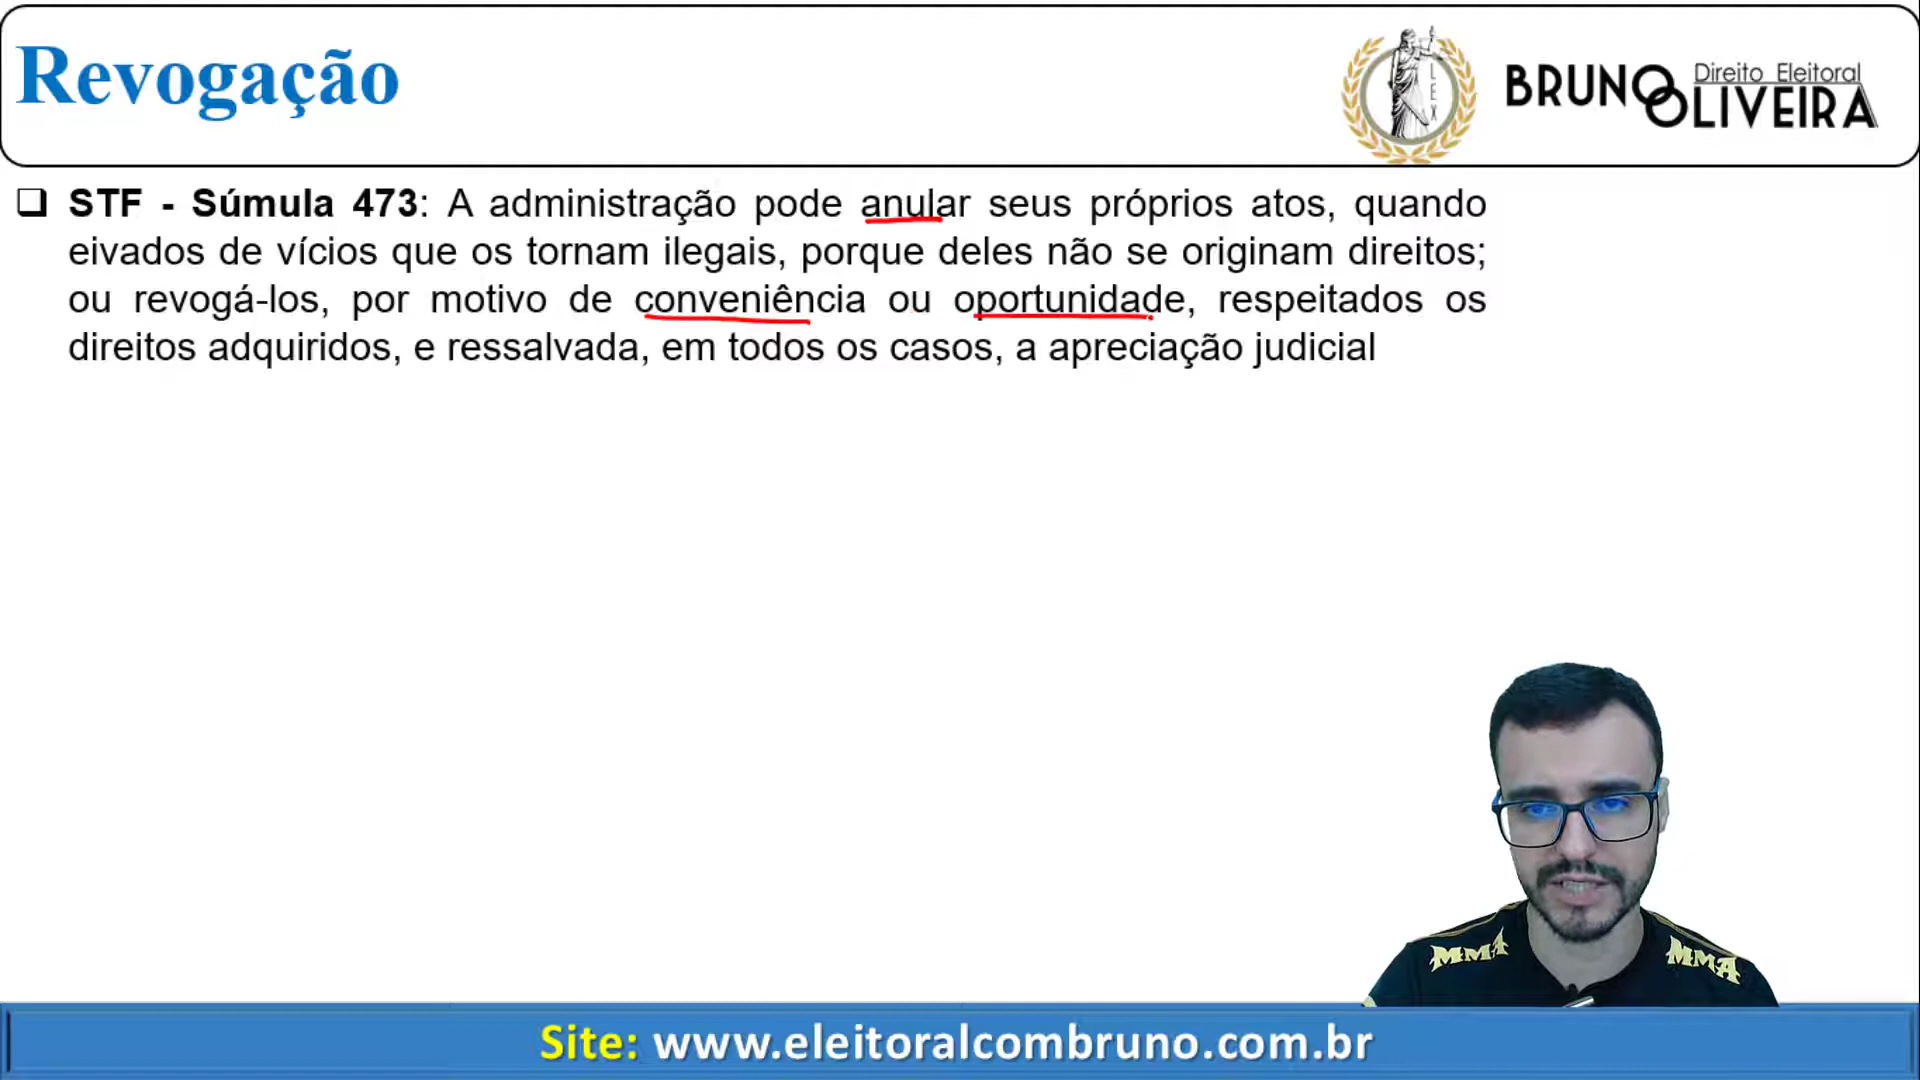 Revogação
LEX
BRUNO OLIVEIRA
Direito Eleitoral
❑ STF - Súmula 473: A administração pode anular seus próprios atos, quando
eivados de vícios que os tornam ilegais, porque deles não se originam direitos;
ou revogá-los, por motivo de conveniência ou oportunidade, respeitados os
direitos adquiridos, e ressalvada, em todos os casos, a apreciação judicial
MMA MMA
Site: www.eleitoralcombruno.com.br